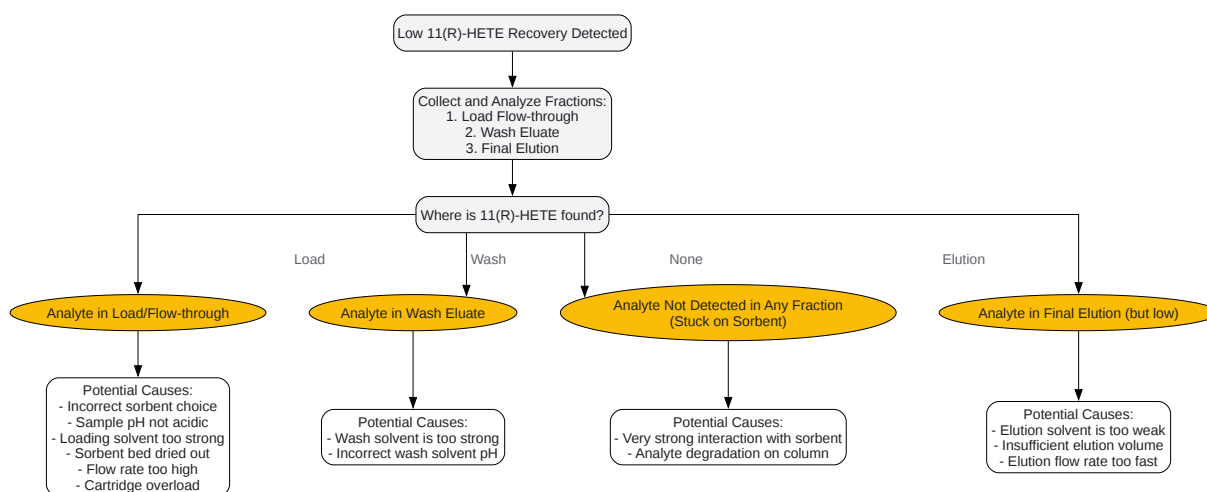 Low 11(R)-HETE Recovery Detected
Collect and Analyze Fractions:
1. Load Flow-through
2. Wash Eluate
3. Final Elution
Where is 11(R)-HETE found?
Load
Wash
None
Elution
Analyte in Load/Flow-through
Analyte in Wash Eluate
Analyte Not Detected in Any Fraction
(Stuck on Sorbent)
Analyte in Final Elution (but low)
Potential Causes:
- Incorrect sorbent choice
- Sample pH not acidic
- Loading solvent too strong
- Sorbent bed dried out
- Flow rate too high
- Cartridge overload
Potential Causes:
- Wash solvent is too strong
- Incorrect wash solvent pH
Potential Causes:
- Very strong interaction with sorbent
- Analyte degradation on column
Potential Causes:
- Elution solvent is too weak
- Insufficient elution volume
- Elution flow rate too fast